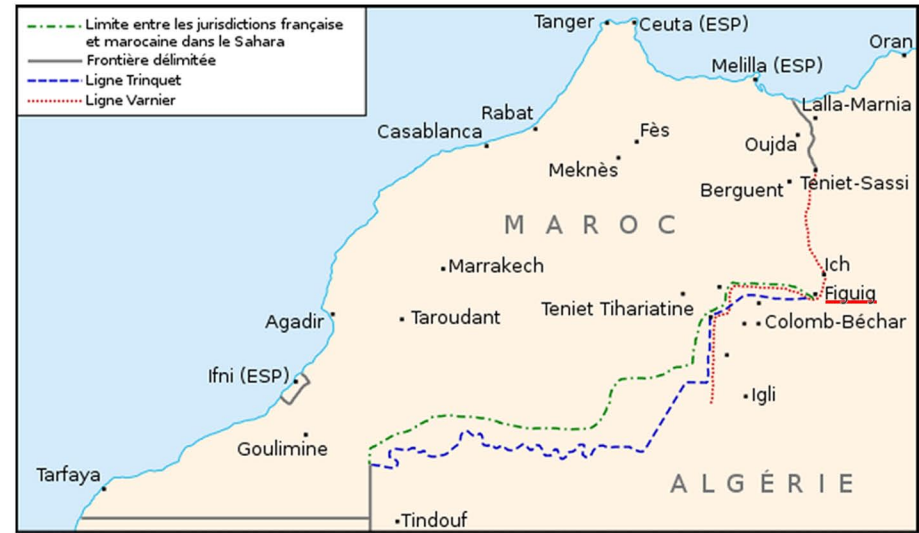 Limite entre les jurisdictions française
et marocaine dans le Sahara
Frontière délimitée
Ligne Trinquet
Ligne Varnier
Tanger
Ceuta (ESP)
Oran
Melilla (ESP)
Lalla-Marnia
Rabat
Casablanca
Fès
Oujda
Meknès
Teniet-Sassi
Berguent
MAROC
Ich
Marrakech
Figuig
Teniet Tihariatine
Agadir
Taroudant
Colomb-Béchar
Ifni (ESP)
Igli
Goulimine
Tarfaya
ALGÉRIE
Tindouf